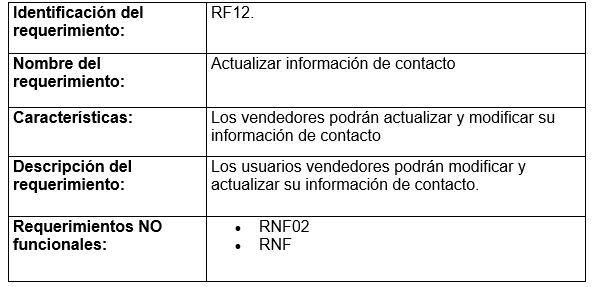 Identificación del
requerimiento:
RF12.
Nombre del
requerimiento:
Actualizar información de contacto
Características:
Los vendedores podrán actualizar y modificar su
información de contacto
Descripción del
requerimiento:
Los usuarios vendedores podrán modificar y
actualizar su información de contacto.
Requerimientos NO
funcionales:
• RNF02
• RNF